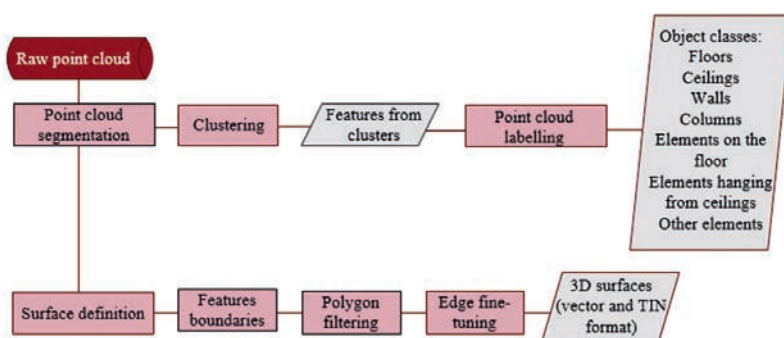 Raw point cloud
Point cloud
segmentation
Clustering
Features from
clusters
Point cloud
labelling
Object classes:
Floors
Ceilings
Walls
Columns
Elements on the
floor
Elements hanging
from ceilings
Other elements
Surface definition
Features
boundaries
Polygon
filtering
Edge fine-
tuning
3D surfaces
(vector and TIN
format)